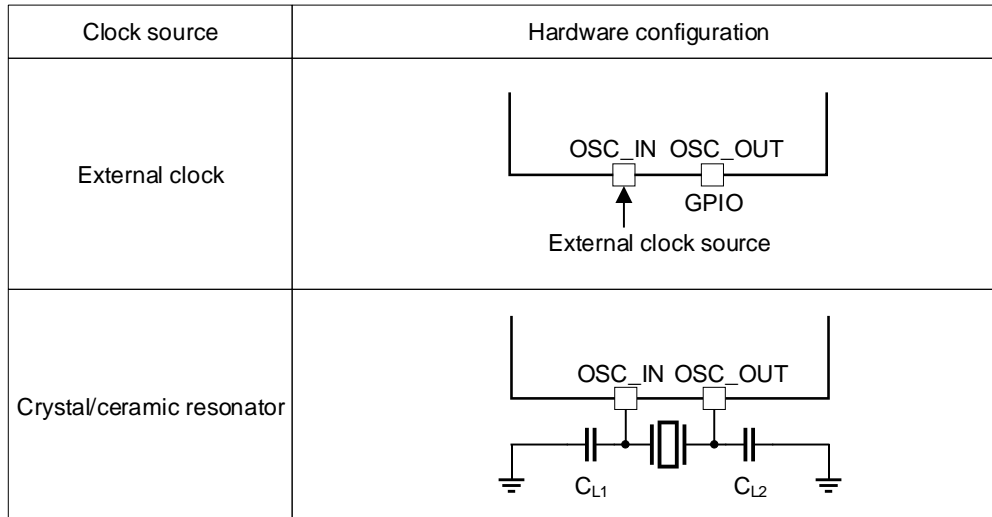 Clock source
Hardware configuration
External clock
OSC_IN OSC_OUT
GPIO
External clock source
Crystal/ceramic resonator
OSC_IN OSC_OUT
CL1
CL2